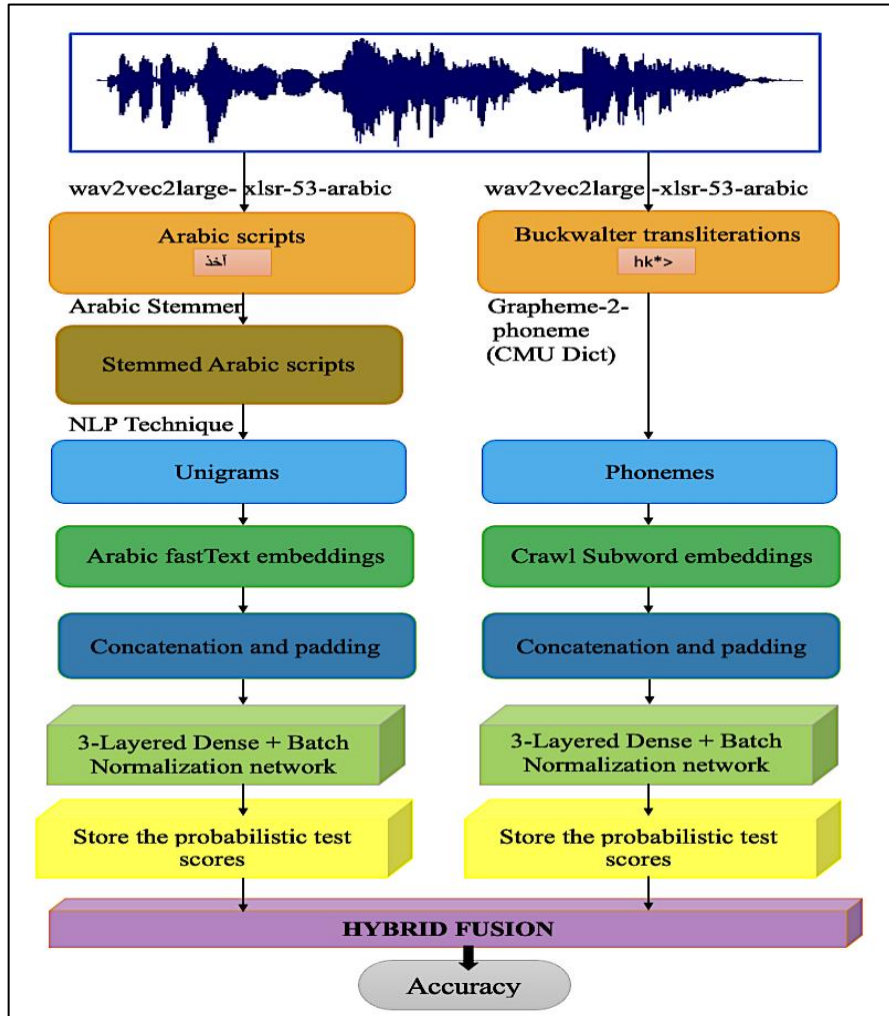 wav2vec2large- xlsr-53-arabic
Arabic scripts
آخذ
Arabic Stemmer
Stemmed Arabic scripts
NLP Technique
Unigrams
Arabic fastText embeddings
Concatenation and padding
3-Layered Dense + Batch
Normalization network
Store the probabilistic test
scores
wav2vec2large -xlsr-53-arabic
Buckwalter transliterations
hk*>
Grapheme-2-
phoneme
(CMU Dict)
Phonemes
Crawl Subword embeddings
Concatenation and padding
3-Layered Dense + Batch
Normalization network
Store the probabilistic test
scores
HYBRID FUSION
Accuracy